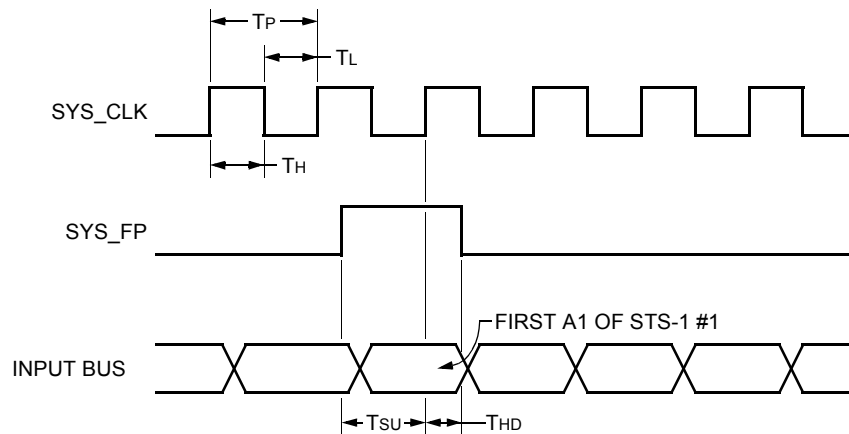 TP
TL
SYS_CLK
TH
SYS_FP
FIRST A1 OF STS-1 #1
INPUT BUS
TSU
THD